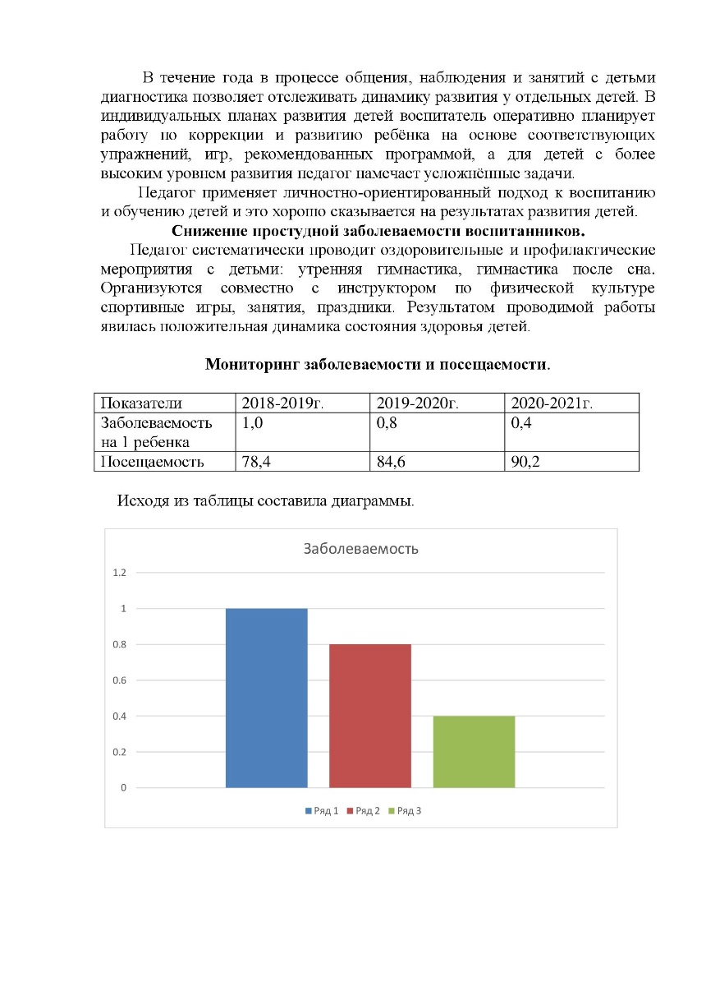 В течение года в процессе общения, наблюдения и занятий с детьми
диагностика позволяет отслеживать динамику развития у отдельных детей. В
индивидуальных планах развития детей воспитатель оперативно планирует
работу по коррекции и развитию ребёнка на основе соответствующих
упражнений, игр, рекомендованных программой, а для детей с более
высоким уровнем развития педагог намечает усложнённые задачи.
Педагог применяет личностно-ориентированный подход к воспитанию
и обучению детей и это хорошо сказывается на результатах развития детей.
Снижение простудной заболеваемости воспитанников.
Педагог систематически проводит оздоровительные и профилактические
мероприятия с детьми: утренняя гимнастика, гимнастика после сна.
Организуются совместно с инструктором по физической культуре
спортивные игры, занятия, праздники. Результатом проводимой работы
явилась положительная динамика состояния здоровья детей.
Мониторинг заболеваемости и посещаемости.
Показатели 2018-2019г. 2019-2020г. 2020-2021г.
Заболеваемость 1,0 0,8 0,4
на 1 ребенка
Посещаемость 78,4 84,6 90,2
Исходя из таблицы составила диаграммы.
Заболеваемость
1.2
1
0.8
0.6
0.4
0.2
0
Ряд 1 Ряд 2 Ряд 3